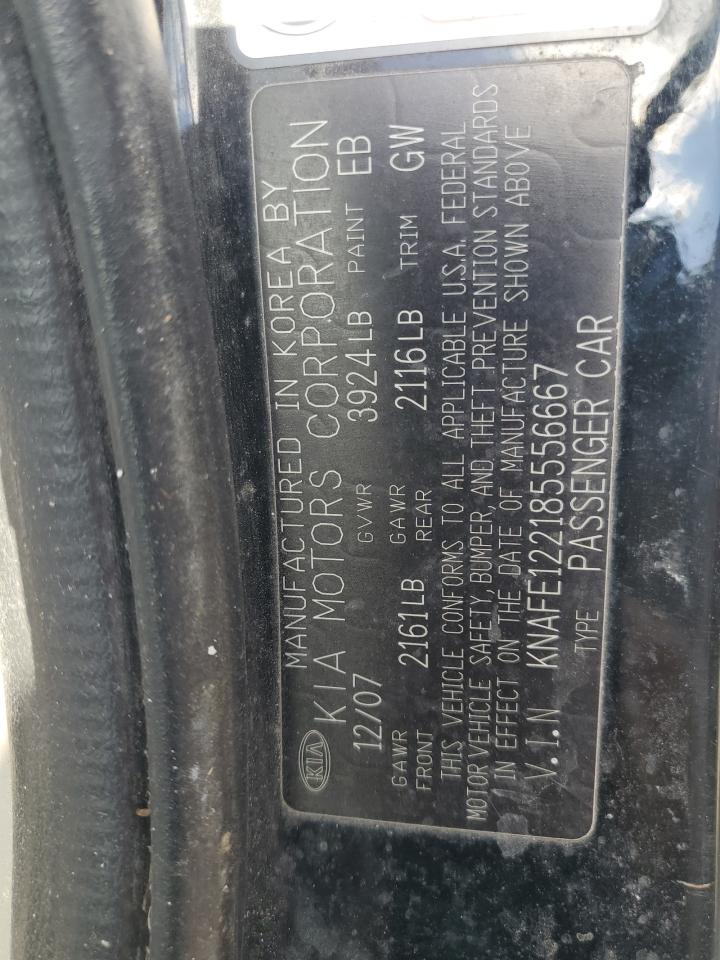 MANUFACTURED IN KOREA BY
KIA KIA MOTORS CORPORATION
12/07 GVWR 3924LB PAINT EB
GAWR FRONT 2161LB GAWR REAR 2116LB TRIM GW
THIS VEHICLE CONFORMS TO ALL APPLICABLE U.S.A. FEDERAL
MOTOR VEHICLE SAFETY, BUMPER, AND THEFT PREVENTION STANDARDS
IN EFFECT ON THE DATE OF MANUFACTURE SHOWN ABOVE
V.I.N KNAFE122185556667
TYPE PASSENGER CAR